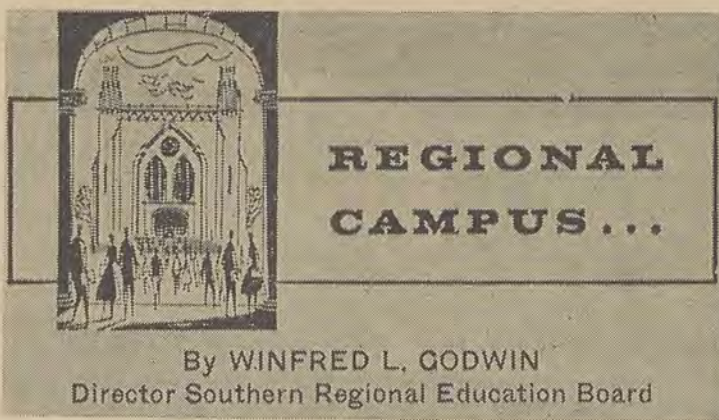 REGIONAL
CAMPUS...
By WINFRED L. GODWIN
Director Southern Regional Education Board